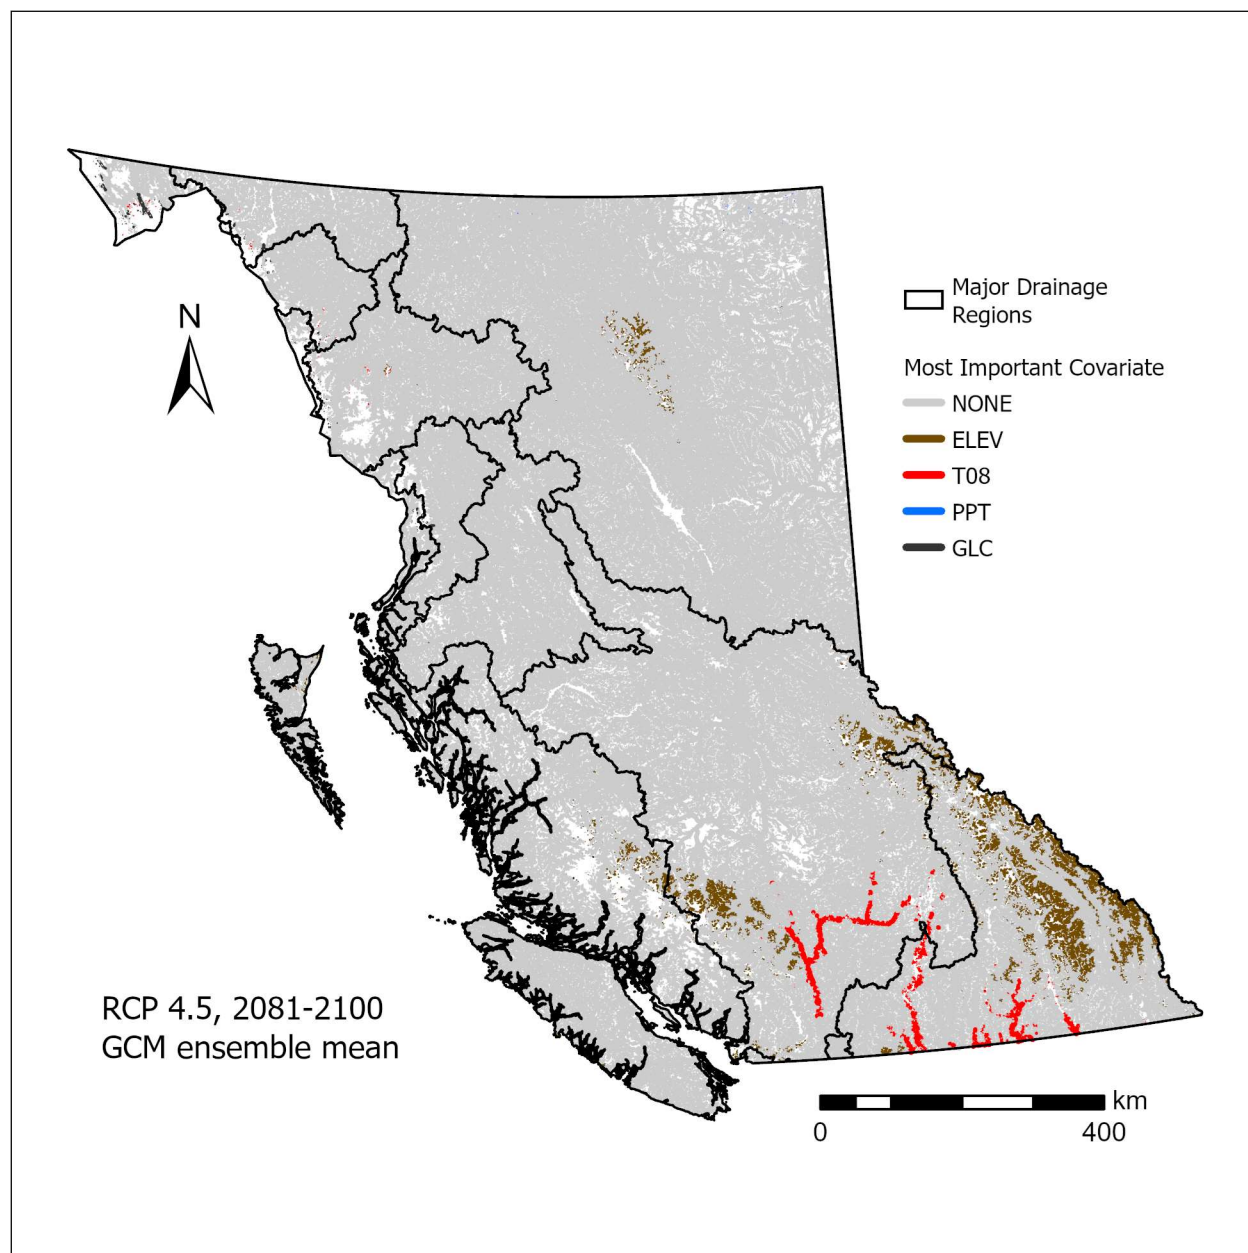 N
Major Drainage
Regions
Most Important Covariate
NONE
ELEV
T08
PPT
GLC
RCP 4.5, 2081-2100
GCM ensemble mean
km
0 400